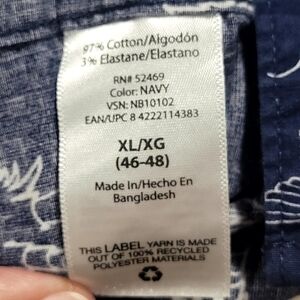 97% Cotton/Algodón
3% Elastane/Elastano
RN# 52469
Color: NAVY
VSN: NB10102
EAN/UPC 8 4222114383
XL/XG
(46-48)
Made In/Hecho En
Bangladesh
THIS LABEL YARN IS MADE
OUT OF 100% RECYCLED
POLYESTER MATERIALS